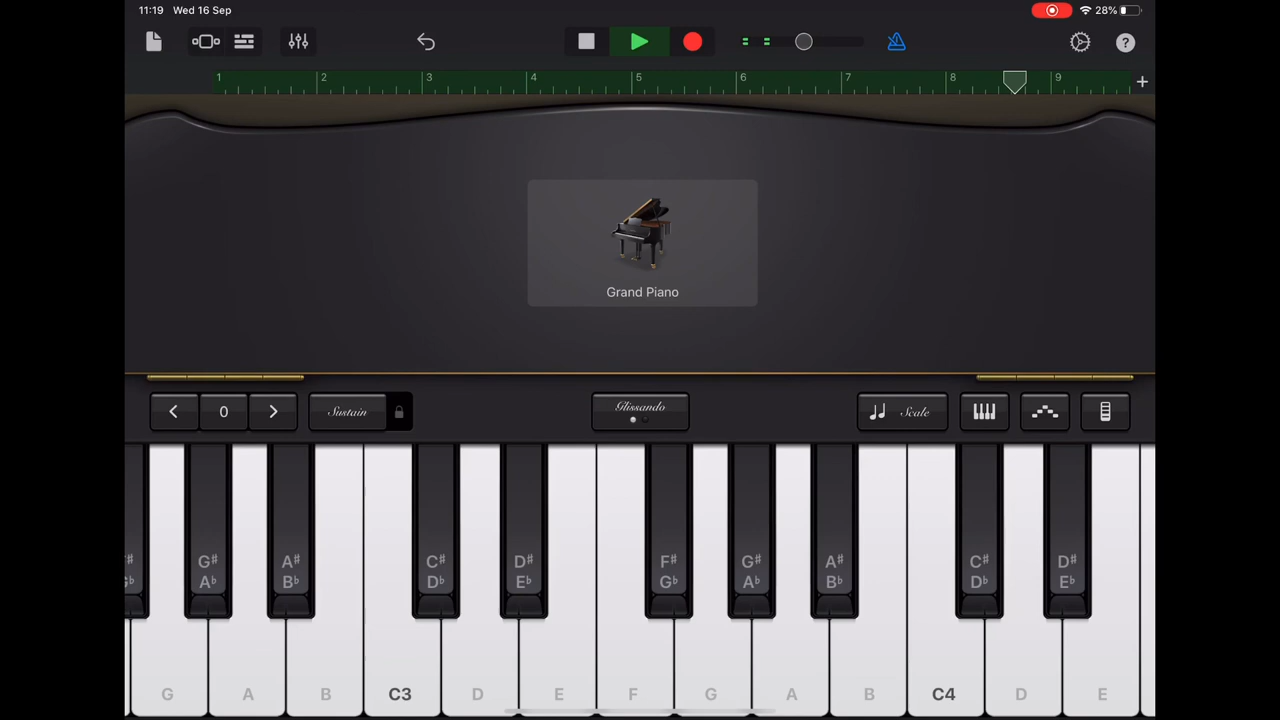 11:19 Wed 16 Sep 28%
?
1 2 3 4 5 6 7 8 9 +
Grand Piano
< 0 > Sustain Glissando Scale
G♯ A♯ C♯ D♯ F♯ G♯ A♯ C♯ D♯
A♭ B♭ D♭ E♭ G♭ A♭ B♭ D♭ E♭
G A B C3 D E F G A B C4 D E